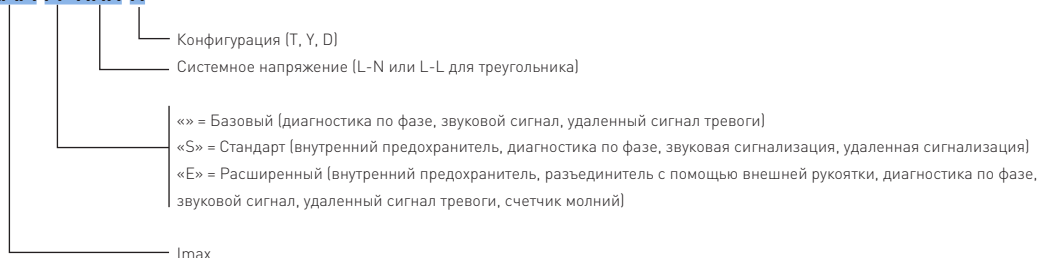 Конфигурация (T, Y, D)
Системное напряжение (L-N или L-L для треугольника)
«» = Базовый (диагностика по фазе, звуковой сигнал, удаленный сигнал тревоги)
«S» = Стандарт (внутренний предохранитель, диагностика по фазе, звуковая сигнализация, удаленная сигнализация)
«E» = Расширенный (внутренний предохранитель, разъединитель с помощью внешней рукоятки, диагностика по фазе,
звуковой сигнал, удаленный сигнал тревоги, счетчик молний)
Imax